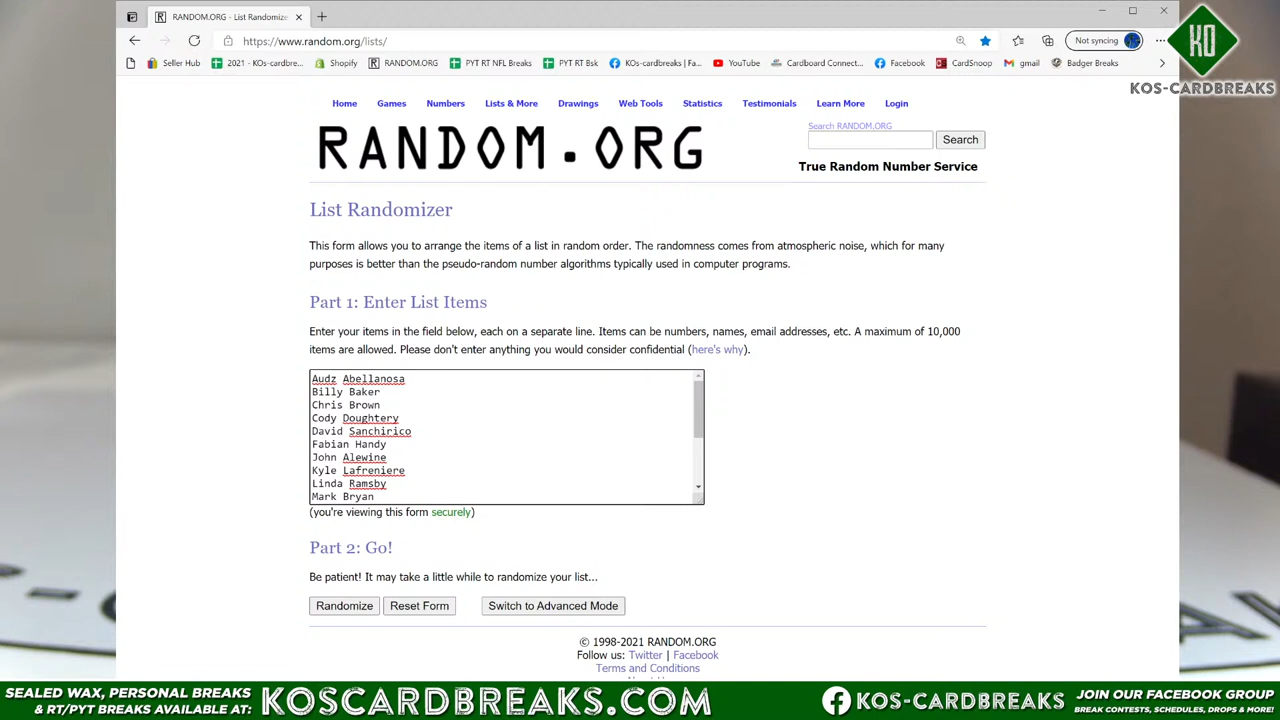 RANDOM.ORG - List Randomizer
https://www.random.org/lists/
Not syncing
KO
Seller Hub
2021 - KOs-cardbre...
Shopify
RANDOM.ORG
PYT RT NFL Breaks
PYT RT Bsk
KOs-cardbreaks | Fa...
YouTube
Cardboard Connect...
Facebook
CardSnoop
gmail
Badger Breaks
KOS-CARDBREAKS
Home Games Numbers Lists & More Drawings Web Tools Statistics Testimonials Learn More Login
RANDOM.ORG
Search RANDOM.ORG
Search
True Random Number Service
List Randomizer
This form allows you to arrange the items of a list in random order. The randomness comes from atmospheric noise, which for many
purposes is better than the pseudo-random number algorithms typically used in computer programs.
Part 1: Enter List Items
Enter your items in the field below, each on a separate line. Items can be numbers, names, email addresses, etc. A maximum of 10,000
items are allowed. Please don't enter anything you would consider confidential (here's why).
Audz Abellanosa
Billy Baker
Chris Brown
Cody Doughtery
David Sanchirico
Fabian Handy
John Alewine
Kyle Lafreniere
Linda Ramsby
Mark Bryan
(you're viewing this form securely)
Part 2: Go!
Be patient! It may take a little while to randomize your list...
Randomize Reset Form Switch to Advanced Mode
© 1998-2021 RANDOM.ORG
Follow us: Twitter | Facebook
Terms and Conditions
SEALED WAX, PERSONAL BREAKS
& RT/PYT BREAKS AVAILABLE AT:
KOSCARDBREAKS.COM
KOS-CARDBREAKS
JOIN OUR FACEBOOK GROUP
BREAK CONTESTS, SCHEDULES, DROPS & MORE!